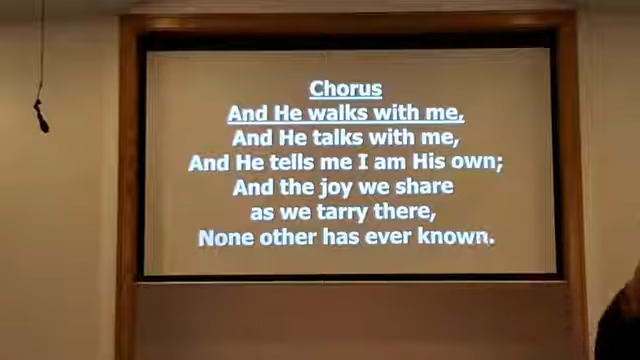 Chorus
And He walks with me,
And He talks with me,
And He tells me I am His own;
And the joy we share
as we tarry there,
None other has ever known.